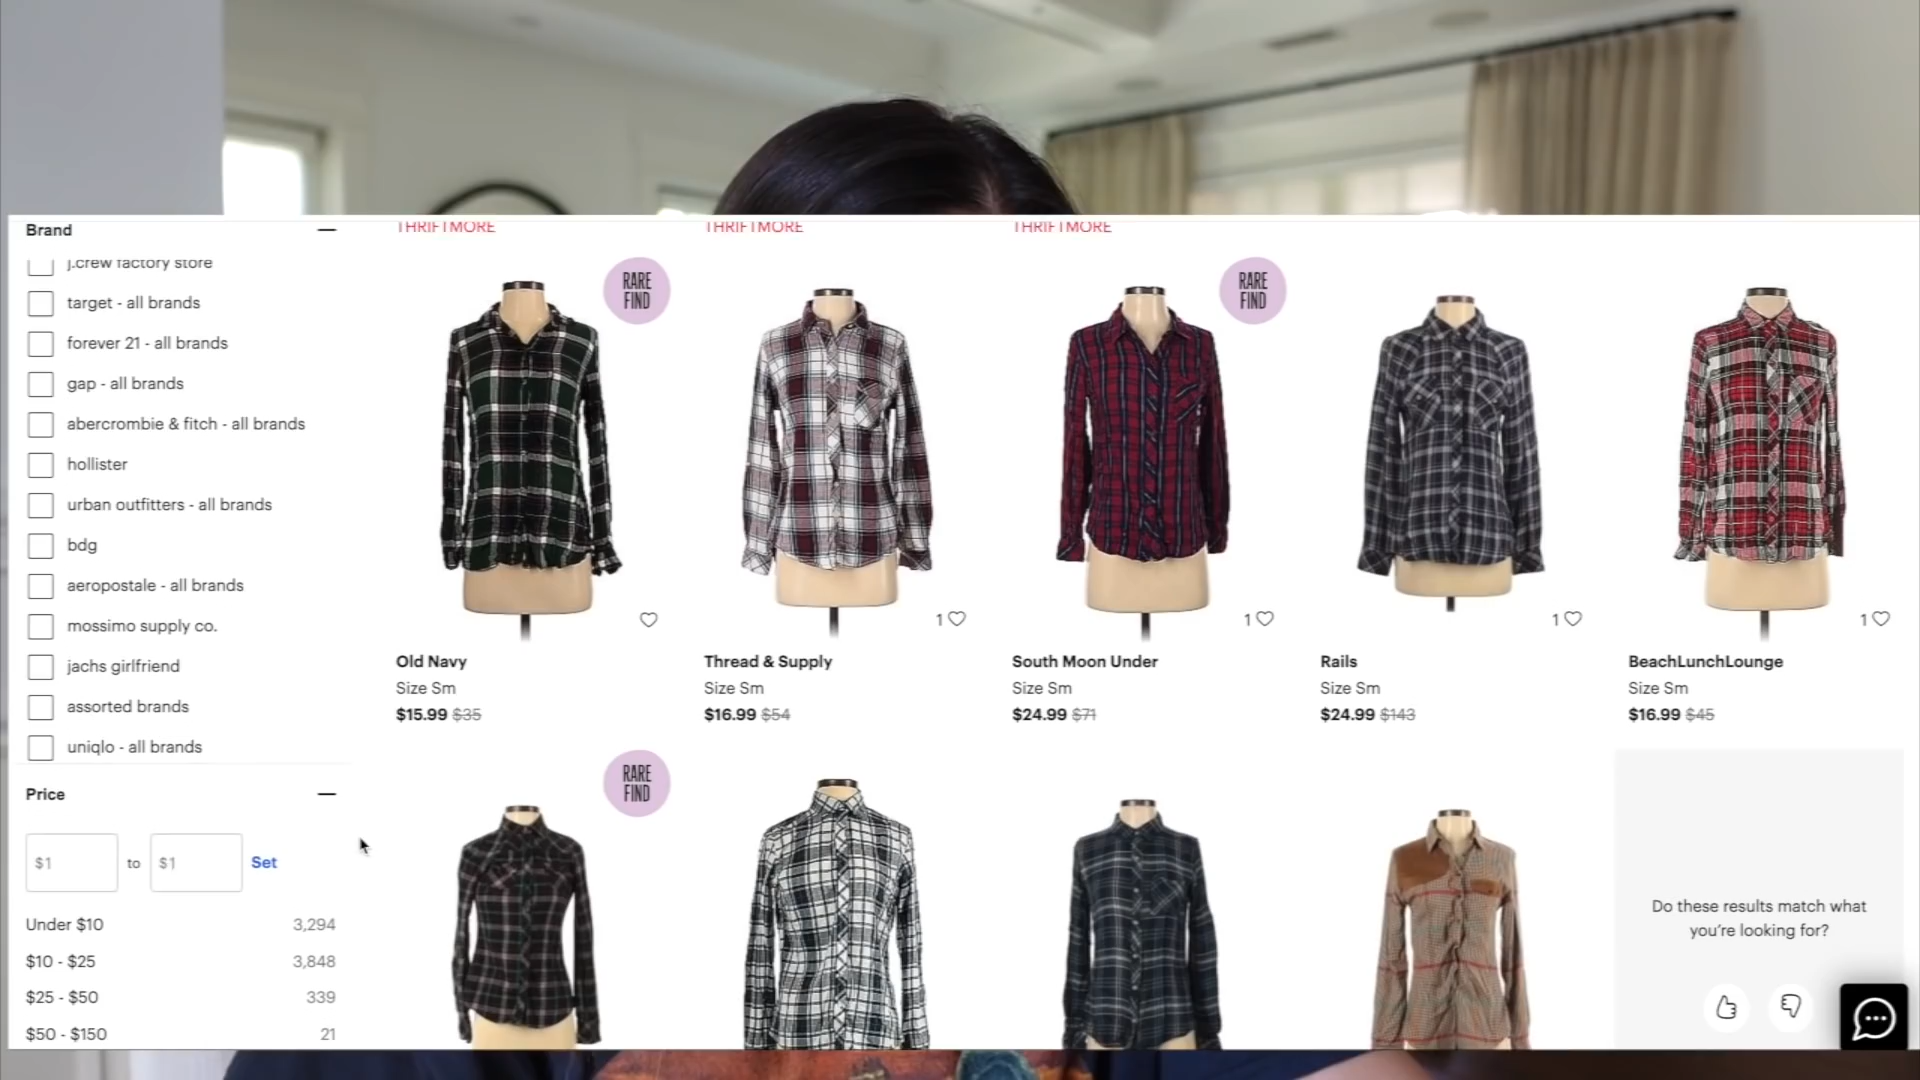 Brand
j.crew factory store
target - all brands
forever 21 - all brands
gap - all brands
abercrombie & fitch - all brands
hollister
urban outfitters - all brands
bdg
aeropostale - all brands
mossimo supply co.
jachs girlfriend
assorted brands
uniqlo - all brands
Price
$1 to $1 Set
Under $10 3,294
$10 - $25 3,848
$25 - $50 339
$50 - $150 21
THRIFTMORE
THRIFTMORE
THRIFTMORE
RARE
FIND
RARE
FIND
1
1
1
1
Old Navy
Size Sm
$15.99 $35
Thread & Supply
Size Sm
$16.99 $54
South Moon Under
Size Sm
$24.99 $71
Rails
Size Sm
$24.99 $143
BeachLunchLounge
Size Sm
$16.99 $45
RARE
FIND
Do these results match what
you're looking for?